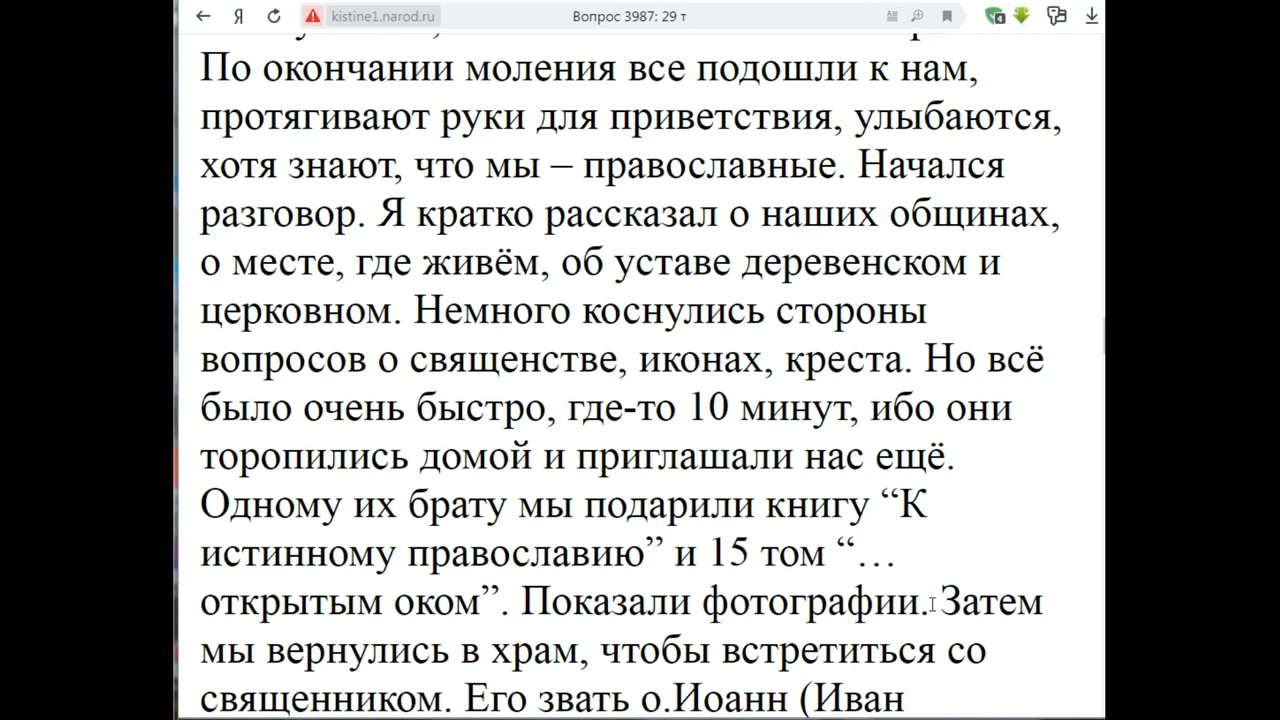 Я
kistine1.narod.ru
Вопрос 3987: 29 т
4
По окончании моления все подошли к нам,
протягивают руки для приветствия, улыбаются,
хотя знают, что мы – православные. Начался
разговор. Я кратко рассказал о наших общинах,
о месте, где живём, об уставе деревенском и
церковном. Немного коснулись стороны
вопросов о священстве, иконах, креста. Но всё
было очень быстро, где-то 10 минут, ибо они
торопились домой и приглашали нас ещё.
Одному их брату мы подарили книгу “К
истинному православию” и 15 том “…
открытым оком”. Показали фотографии. Затем
мы вернулись в храм, чтобы встретиться со
священником. Его звать о.Иоанн (Иван